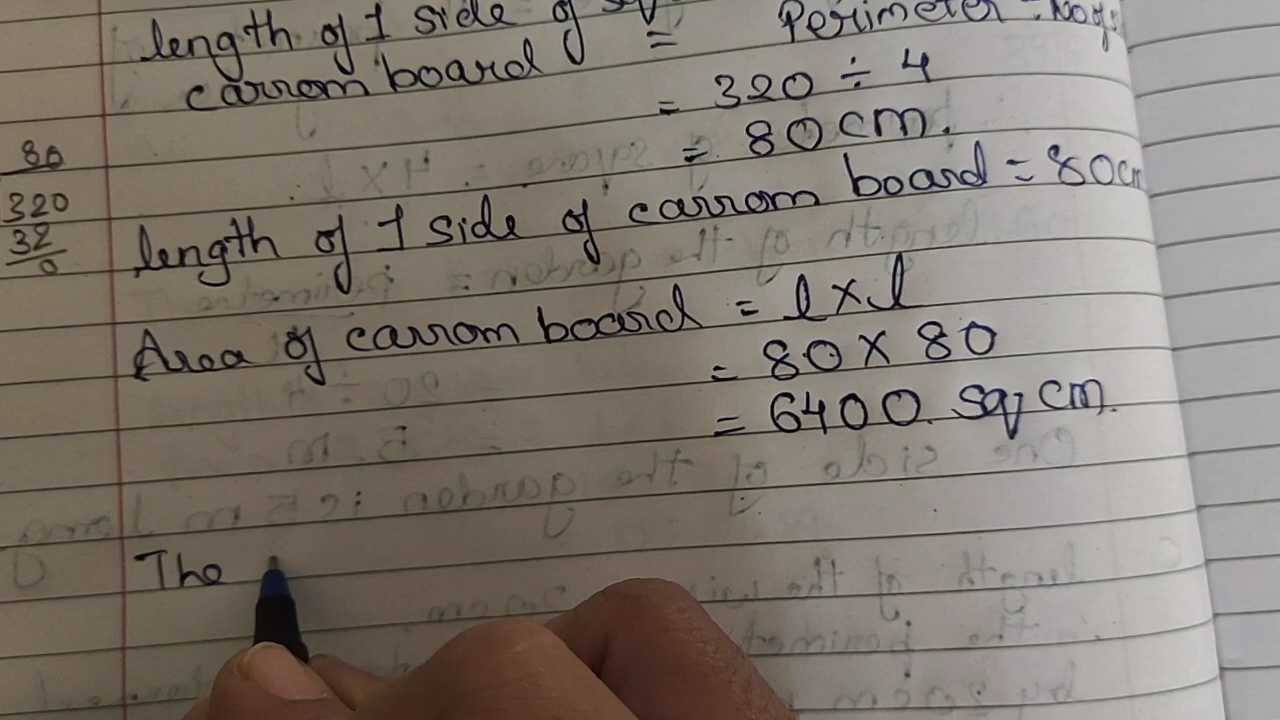 length of 1 side of
carrom board = Perimeter ÷
= 320 ÷ 4
= 80 cm.
80
320
32
0
length of 1 side of carrom board = 80cm
Area of carrom board = l × l
= 80 × 80
= 6400. sq cm.
The